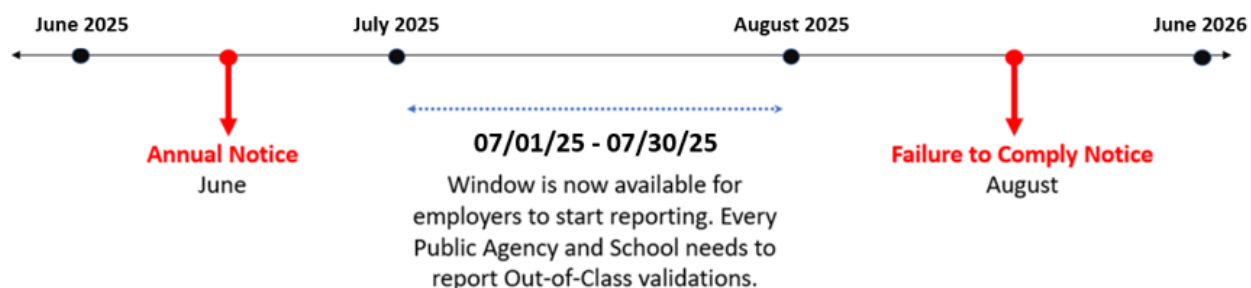 June 2025
July 2025
August 2025
June 2026
Annual Notice
June
07/01/25 - 07/30/25
Window is now available for
employers to start reporting. Every
Public Agency and School needs to
report Out-of-Class validations.
Failure to Comply Notice
August